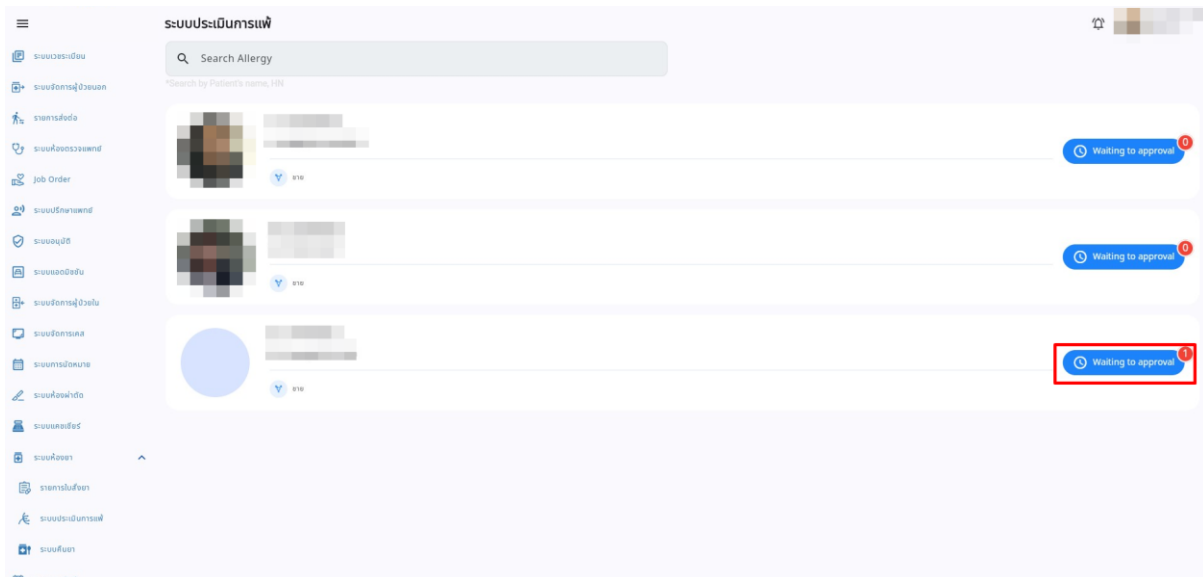 ระบบประเมินการแพ้
Search Allergy
*Search by Patient's name, HN
ระบบเวชระเบียน
ระบบจัดการผู้ป่วยนอก
รายการส่งต่อ
ระบบห้องตรวจแพทย์
Job Order
ระบบปรึกษาแพทย์
ระบบอนุมัติ
ระบบแอดมิชชัน
ระบบจัดการผู้ป่วยใน
ระบบจัดการเคส
ระบบการนัดหมาย
ระบบห้องผ่าตัด
ระบบแคชเชียร์
ระบบห้องยา
รายการใบสั่งยา
ระบบประเมินการแพ้
ระบบคืนยา
ชาย
Waiting to approval 0
ชาย
Waiting to approval 0
ชาย
Waiting to approval 1